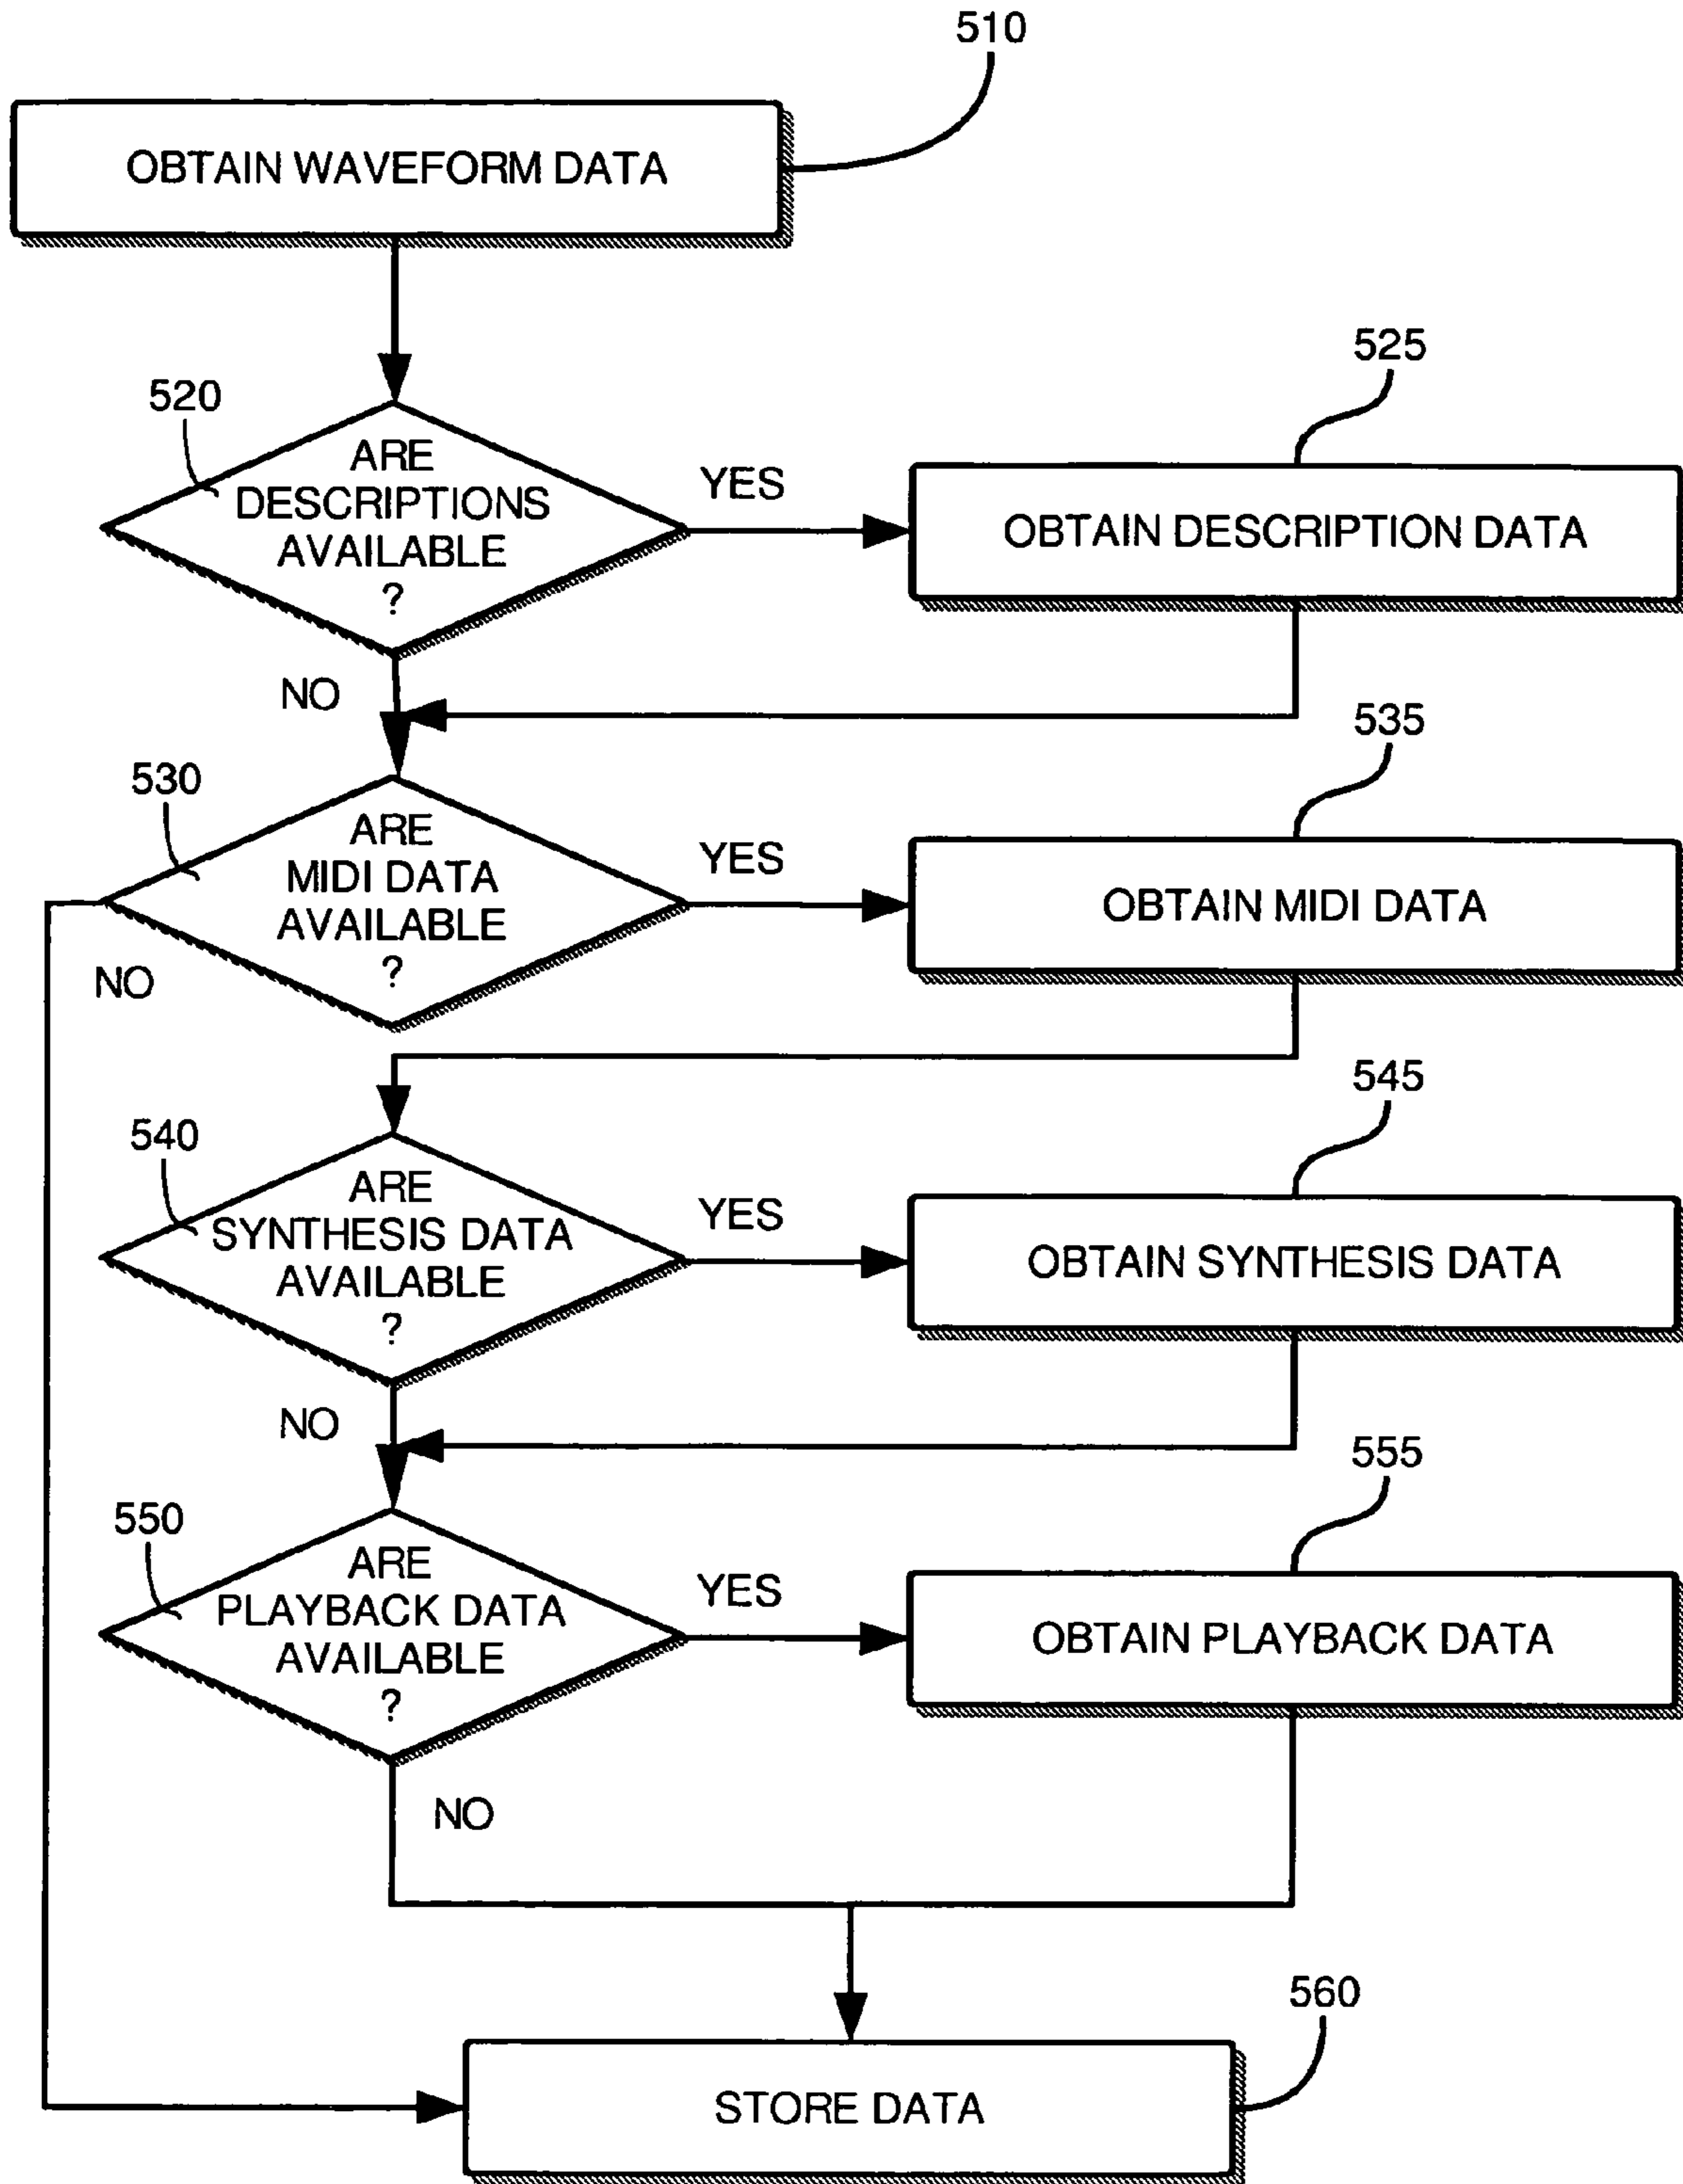 510
OBTAIN WAVEFORM DATA
525
520
ARE
DESCRIPTIONS
AVAILABLE
?
YES
OBTAIN DESCRIPTION DATA
NO
535
530
ARE
MIDI DATA
AVAILABLE
?
YES
OBTAIN MIDI DATA
NO
545
540
ARE
SYNTHESIS DATA
AVAILABLE
?
YES
OBTAIN SYNTHESIS DATA
NO
555
550
ARE
PLAYBACK DATA
AVAILABLE
?
YES
OBTAIN PLAYBACK DATA
NO
560
STORE DATA